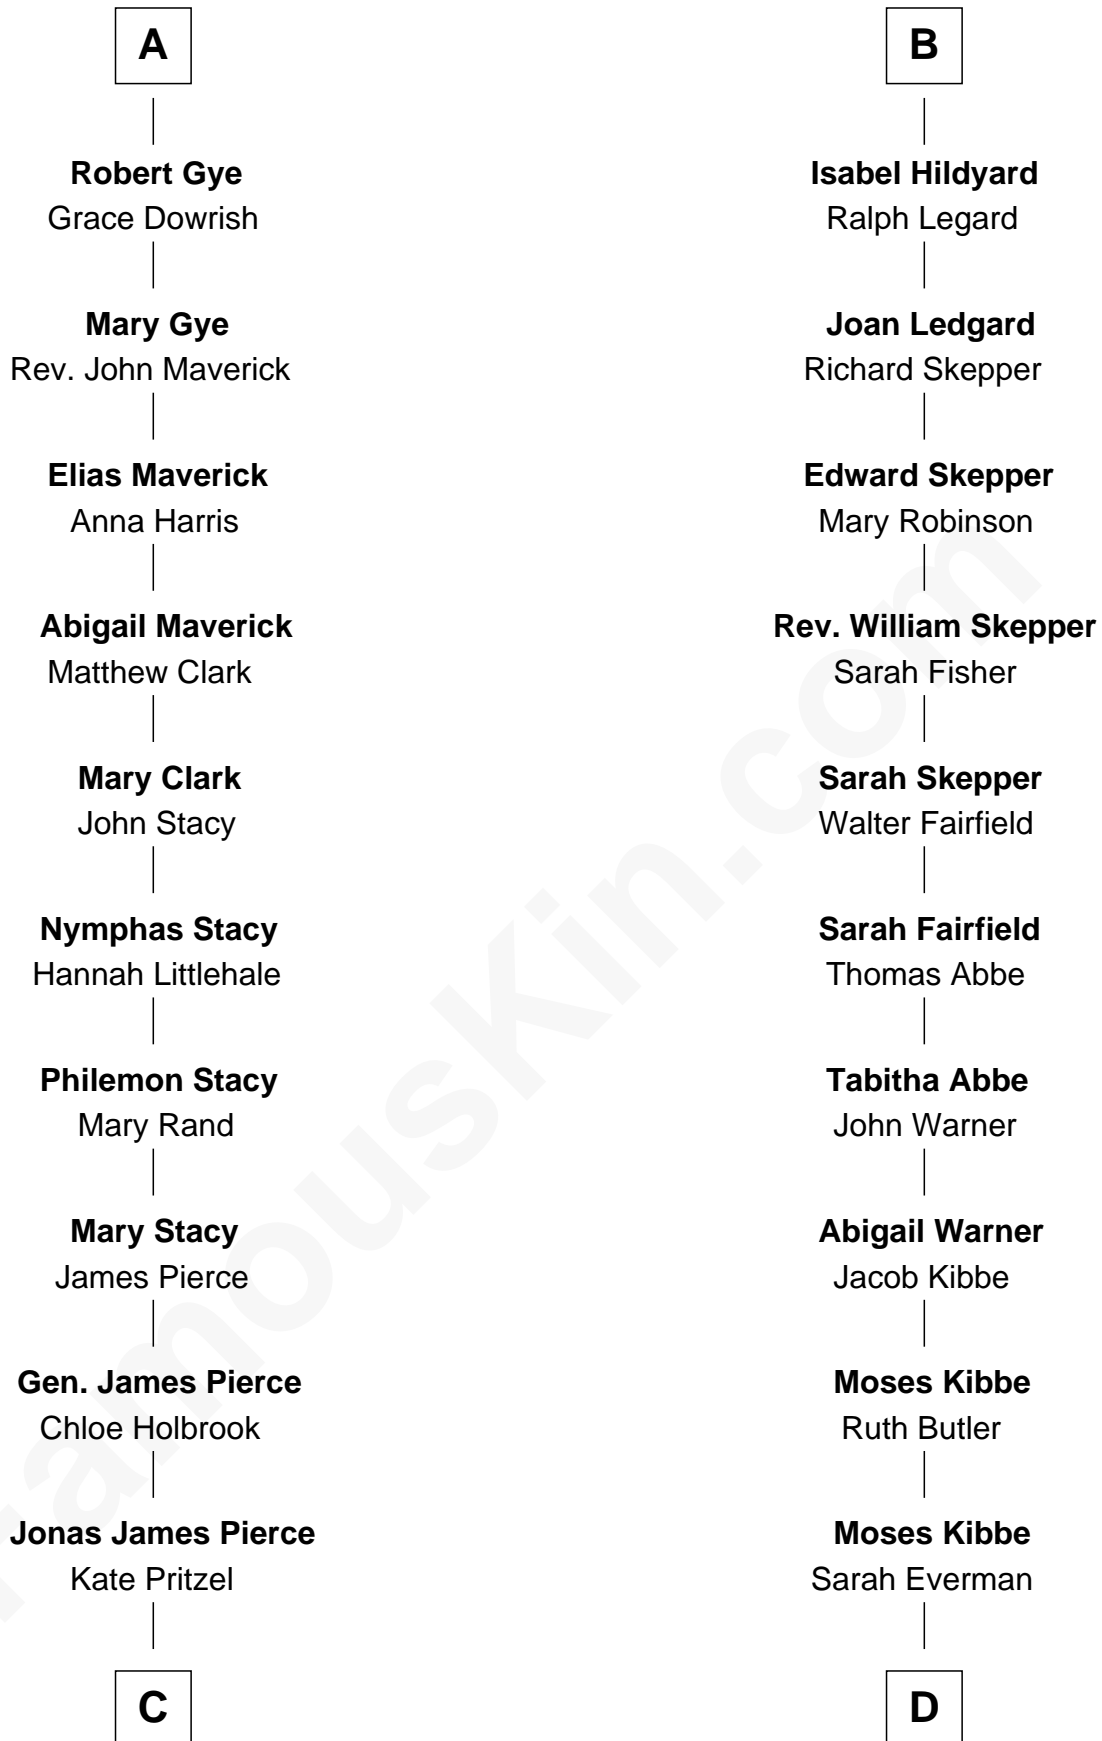 A
Robert Gye
Grace Dowrish
Mary Gye
Rev. John Maverick
Elias Maverick
Anna Harris
Abigail Maverick
Matthew Clark
Mary Clark
John Stacy
Nymphas Stacy
Hannah Littlehale
Philemon Stacy
Mary Rand
Mary Stacy
James Pierce
Gen. James Pierce
Chloe Holbrook
Jonas James Pierce
Kate Pritzel
C
B
Isabel Hildyard
Ralph Legard
Joan Ledgard
Richard Skepper
Edward Skepper
Mary Robinson
Rev. William Skepper
Sarah Fisher
Sarah Skepper
Walter Fairfield
Sarah Fairfield
Thomas Abbe
Tabitha Abbe
John Warner
Abigail Warner
Jacob Kibbe
Moses Kibbe
Ruth Butler
Moses Kibbe
Sarah Everman
D
FamousKin.com